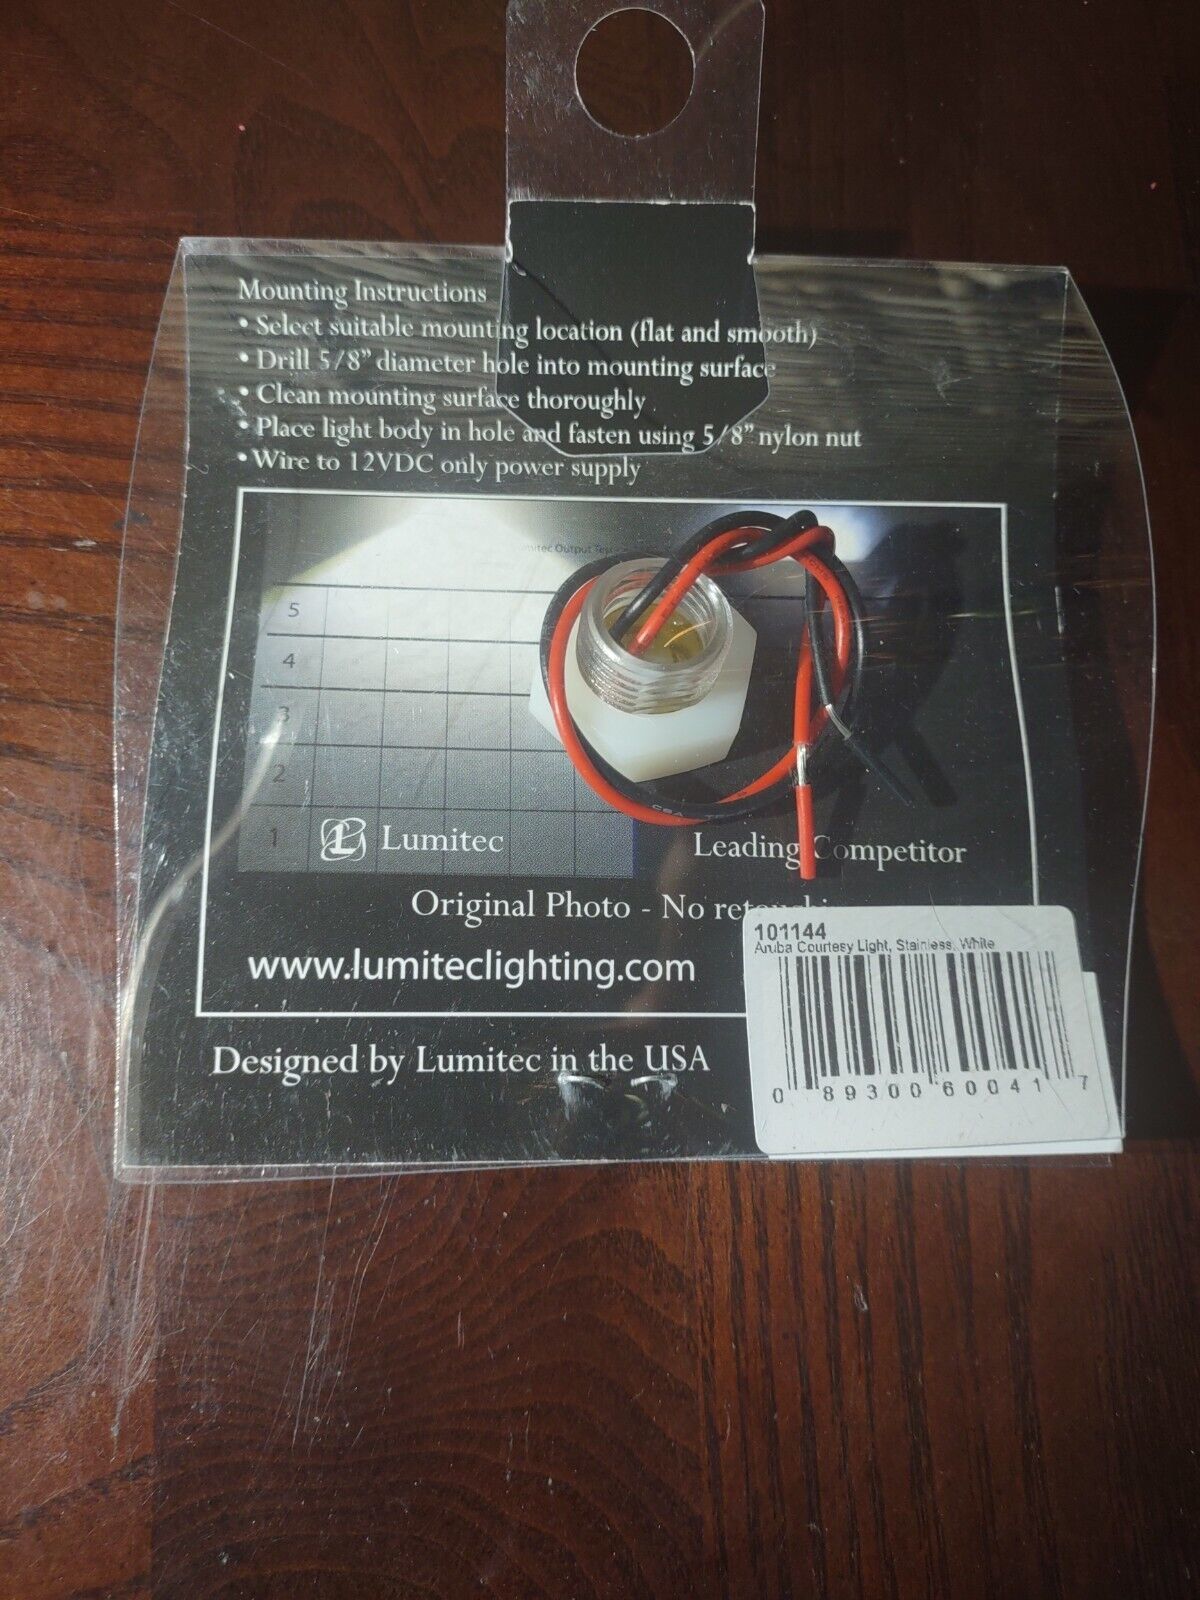 Mounting Instructions
• Select suitable mounting location (flat and smooth)
• Drill 5/8" diameter hole into mounting surface
• Clean mounting surface thoroughly
• Place light body in hole and fasten using 5/8" nylon nut
• Wire to 12VDC only power supply
Lumitec Output Test
5
4
3
2
1
Lumitec
Leading Competitor
Original Photo - No
www.lumiteclighting.com
101144
Aruba Courtesy Light, Stainless, White
0 89300 60041 7
Designed by Lumitec in the USA